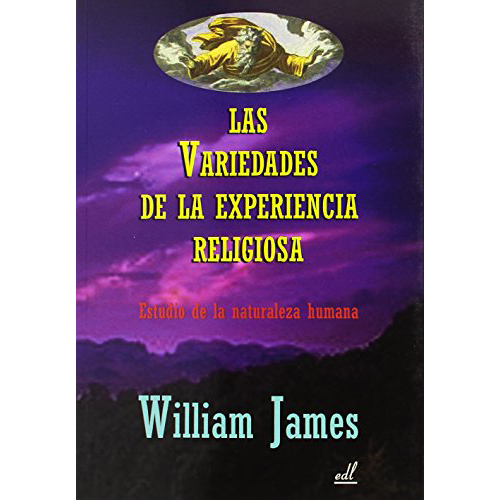 LAS
VARIEDADES
DE LA EXPERIENCIA
RELIGIOSA
Estudio de la naturaleza humana
William James
edl